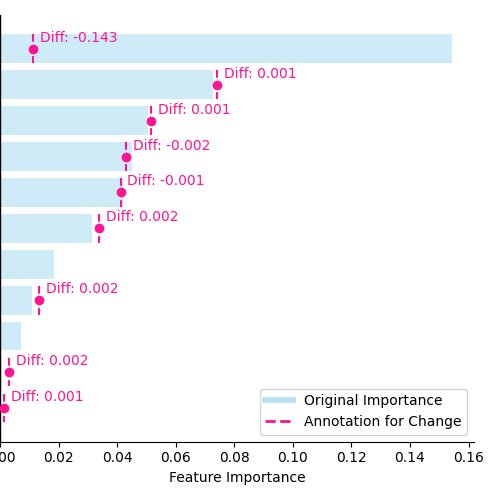 Diff: -0.143
Diff: 0.001
Diff: 0.001
Diff: -0.002
Diff: -0.001
Diff: 0.002
Diff: 0.002
Diff: 0.002
Diff: 0.001
Original Importance
Annotation for Change
00 0.02 0.04 0.06 0.08 0.10 0.12 0.14 0.16
Feature Importance